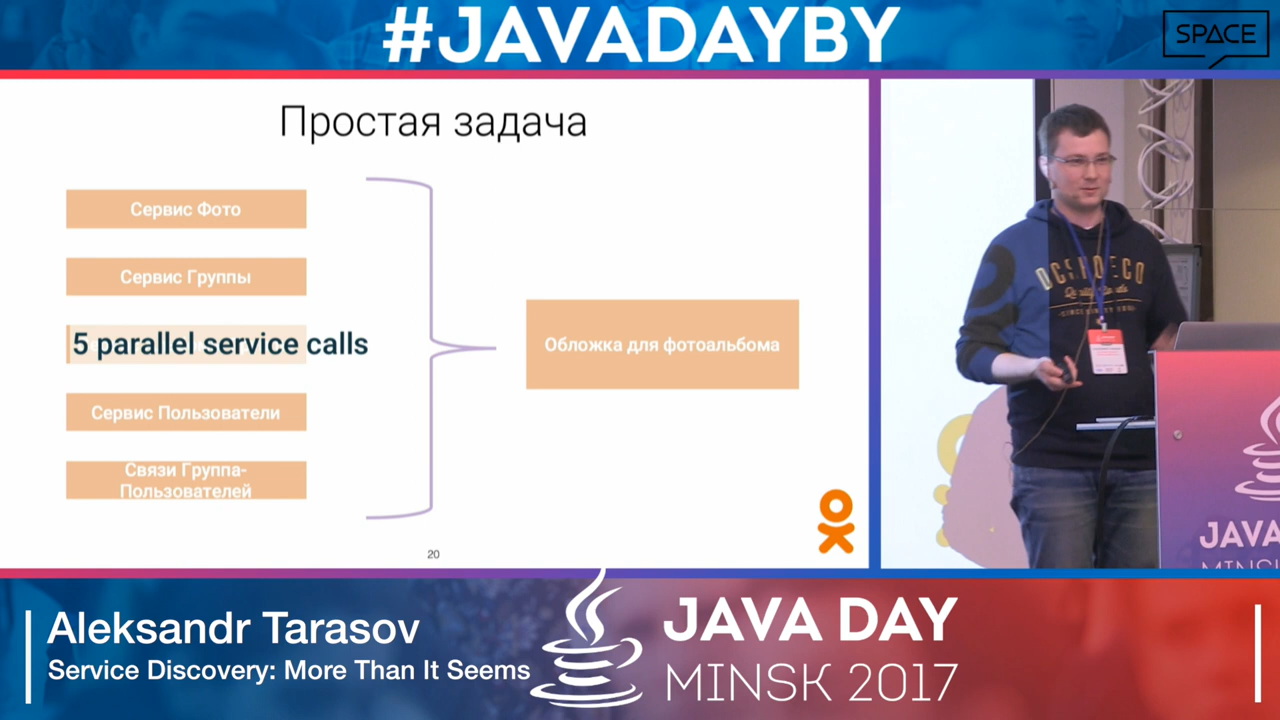 #JAVADAYBY
SPACE
Простая задача
Сервис Фото
Сервис Группы
5 parallel service calls
Сервис Пользователи
Связи Группа-
Пользователей
Обложка для фотоальбома
20
Aleksandr Tarasov
Service Discovery: More Than It Seems
JAVA DAY
MINSK 2017